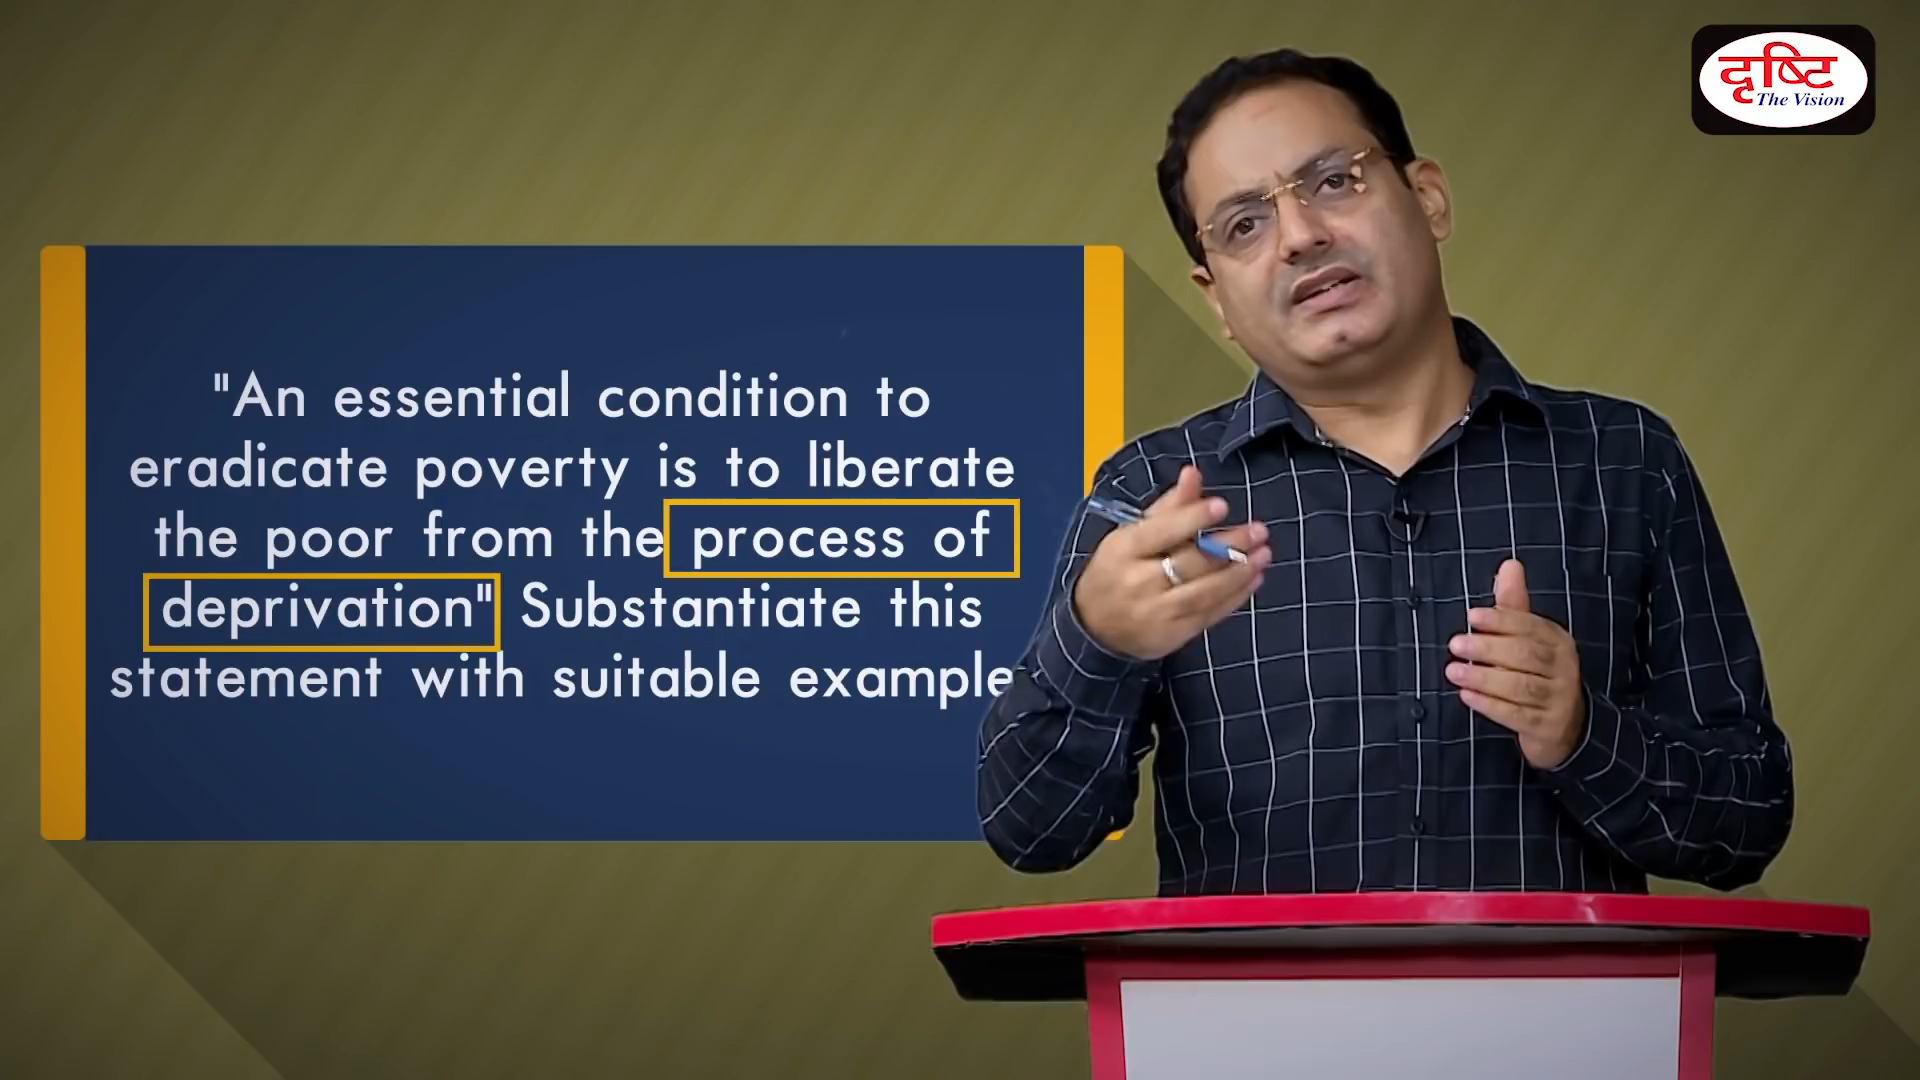 दृष्टि
The Vision
"An essential condition to
eradicate poverty is to liberate
the poor from the process of
deprivation" Substantiate this
statement with suitable example